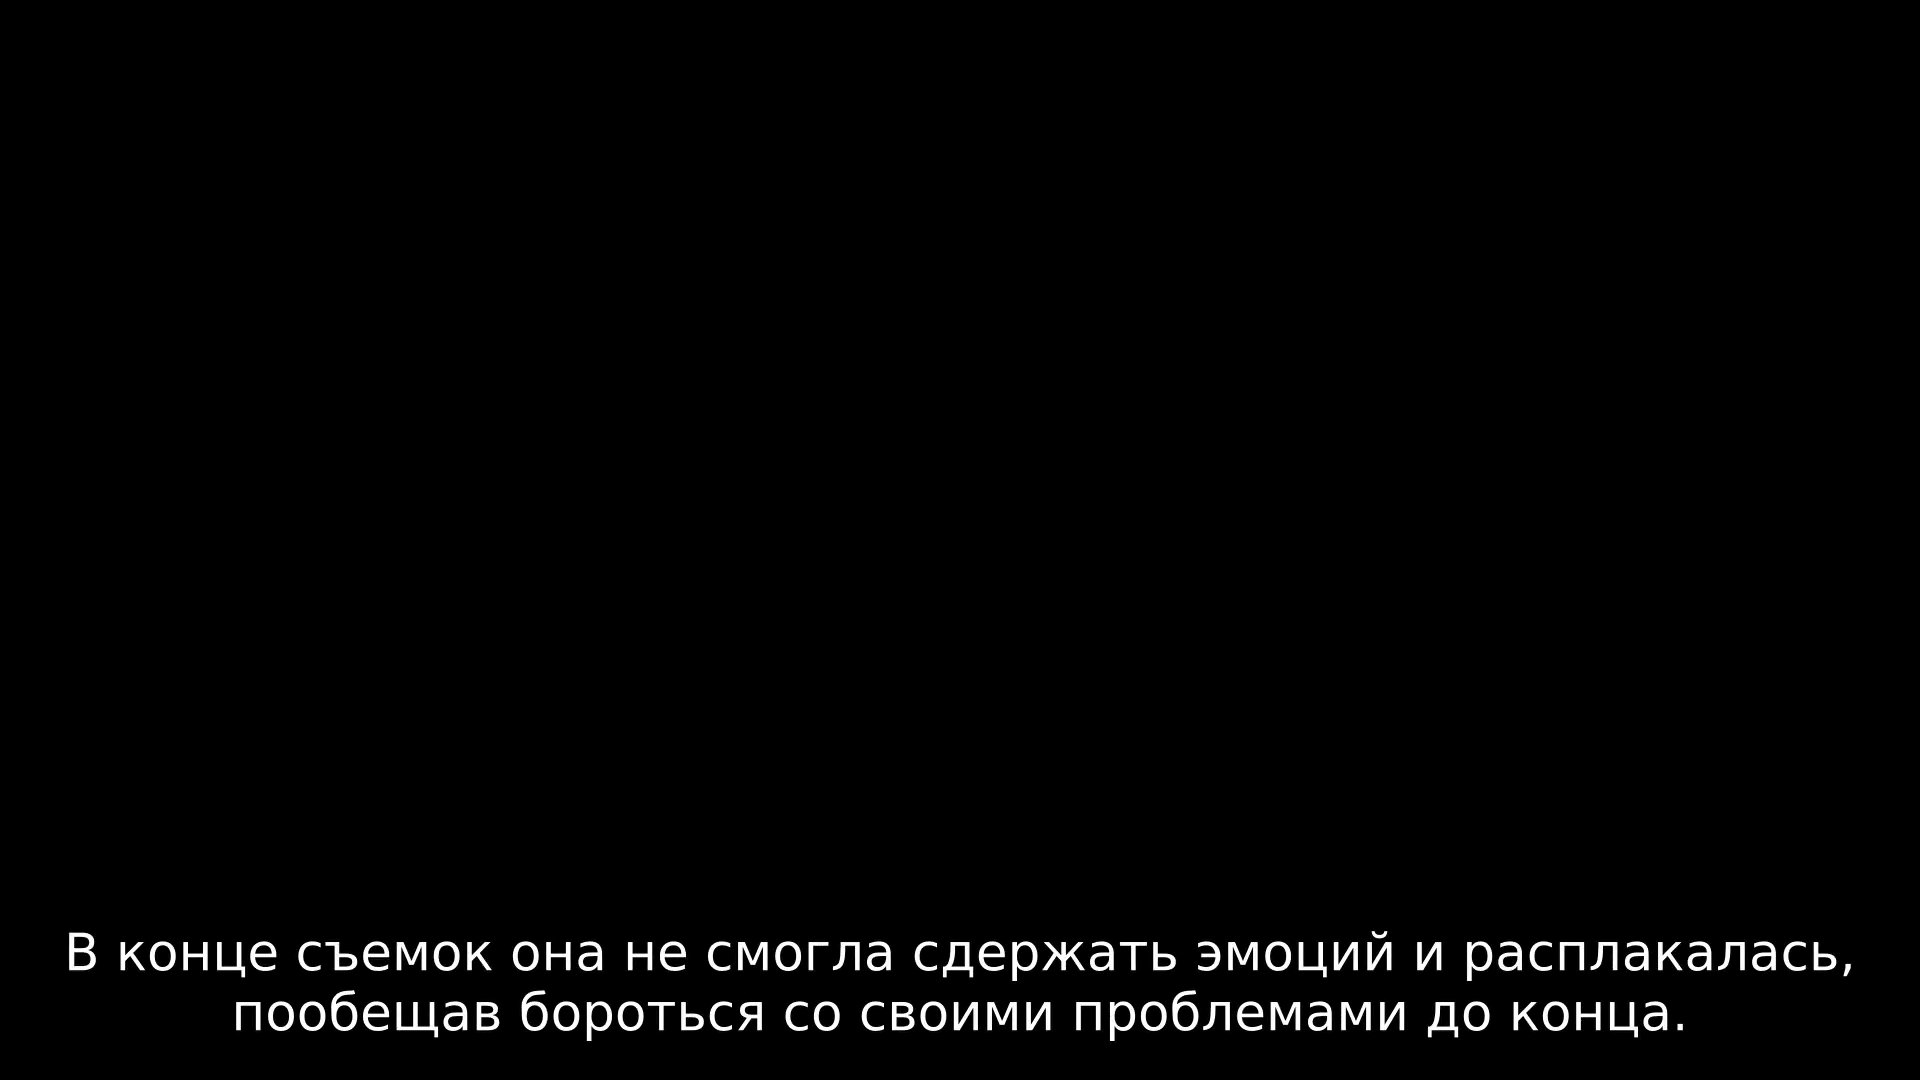 В конце съемок она не смогла сдержать эмоций и расплакалась,
пообещав бороться со своими проблемами до конца.